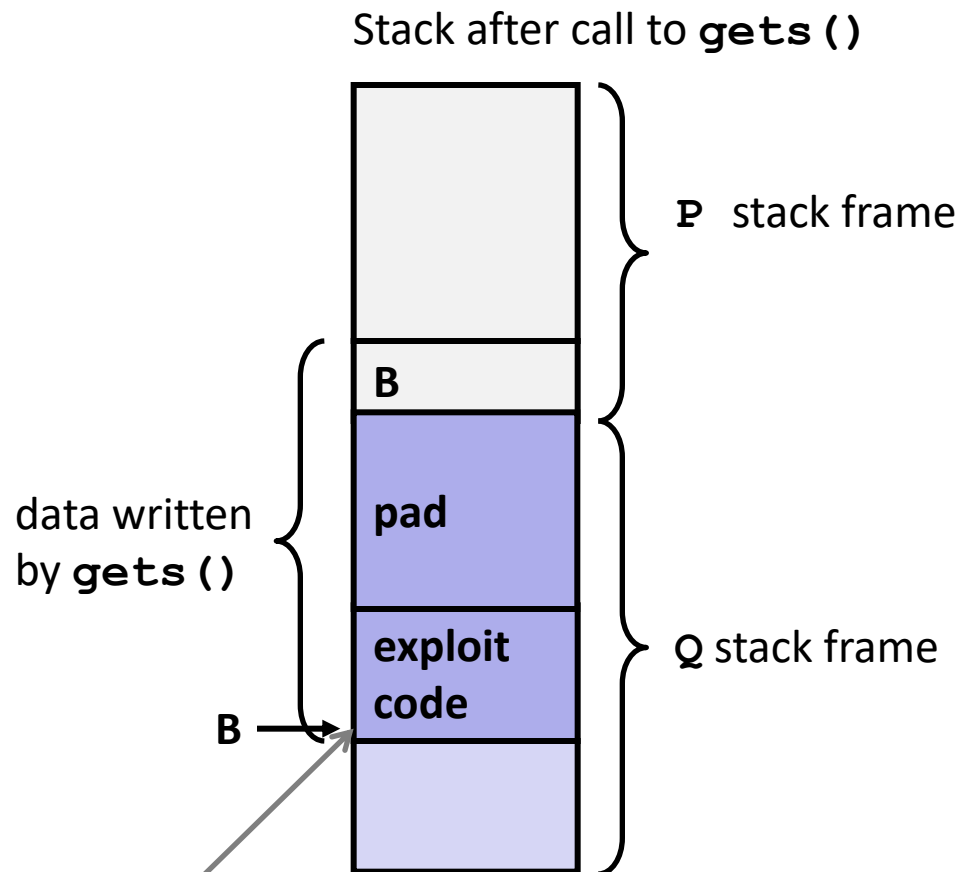 Stack after call to gets()
P stack frame
B
pad
data written
by gets()
exploit
code
Q stack frame
B